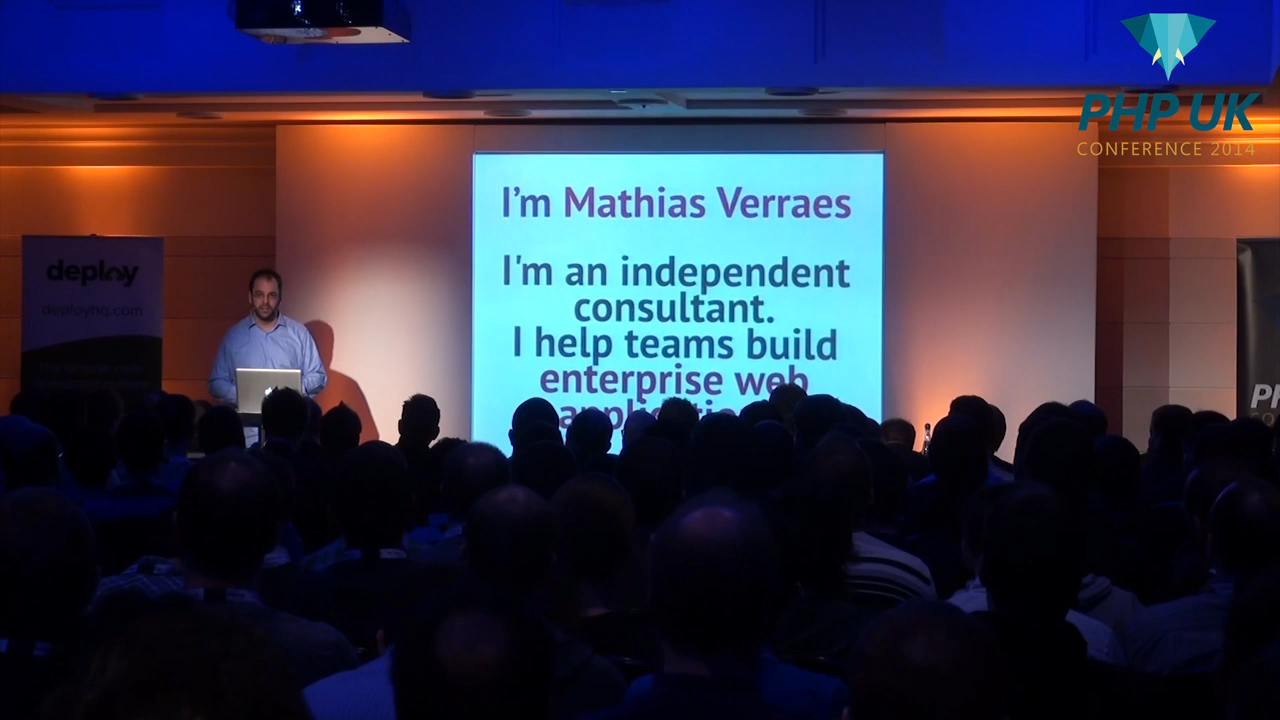 PHP UK
CONFERENCE 2014
I'm Mathias Verraes
I'm an independent
consultant.
I help teams build
enterprise web
deploy
deployhq.com